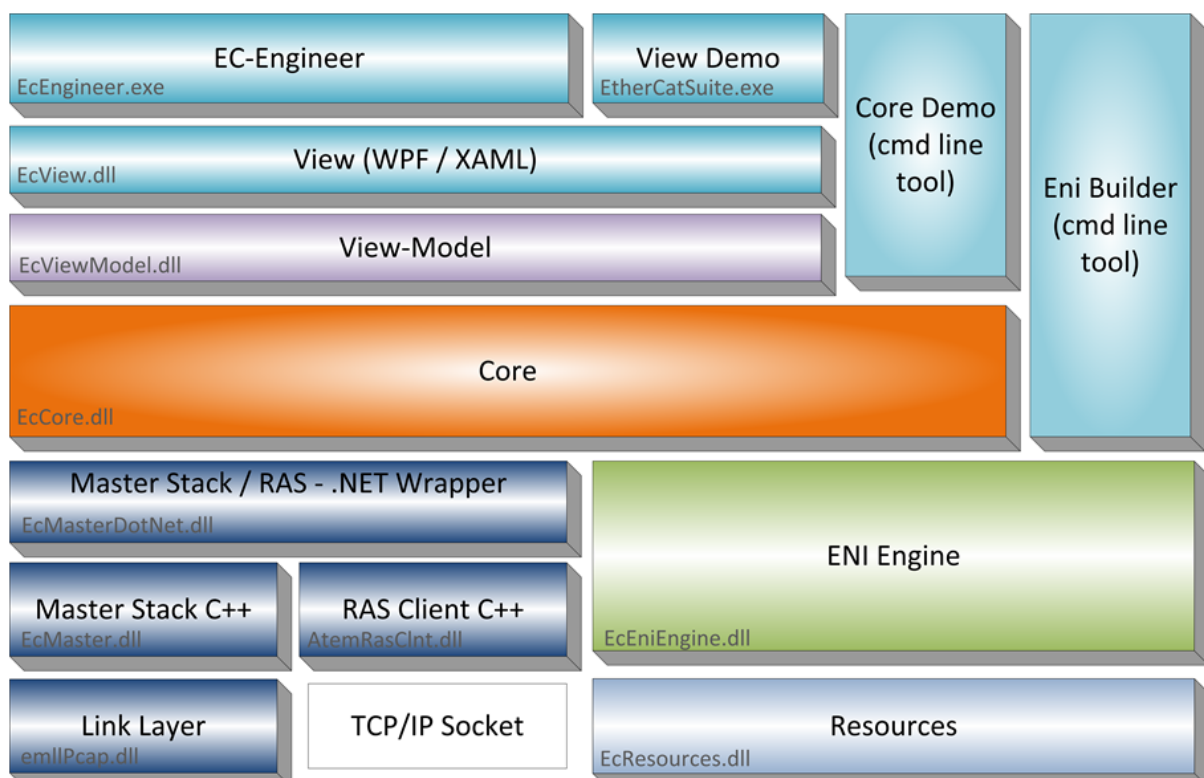 EC-Engineer
EcEngineer.exe
View Demo
EtherCatSuite.exe
Core Demo
(cmd line
tool)
Eni Builder
(cmd line
tool)
View (WPF / XAML)
EcView.dll
View-Model
EcViewModel.dll
Core
EcCore.dll
Master Stack / RAS - .NET Wrapper
EcMasterDotNet.dll
ENI Engine
EcEniEngine.dll
Master Stack C++
EcMaster.dll
RAS Client C++
AtemRasClnt.dll
Link Layer
emllPcap.dll
TCP/IP Socket
Resources
EcResources.dll